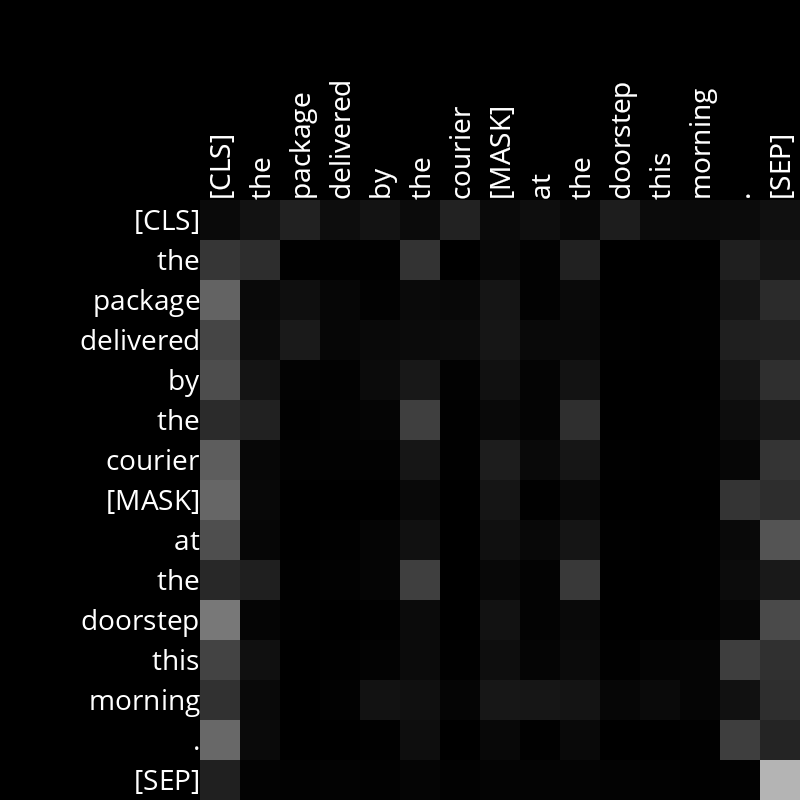 [CLS]
the
package
delivered
by
the
courier
[MASK]
at
the
doorstep
this
morning
.
[SEP]
[CLS]
the
package
delivered
by
the
courier
[MASK]
at
the
doorstep
this
morning
.
[SEP]